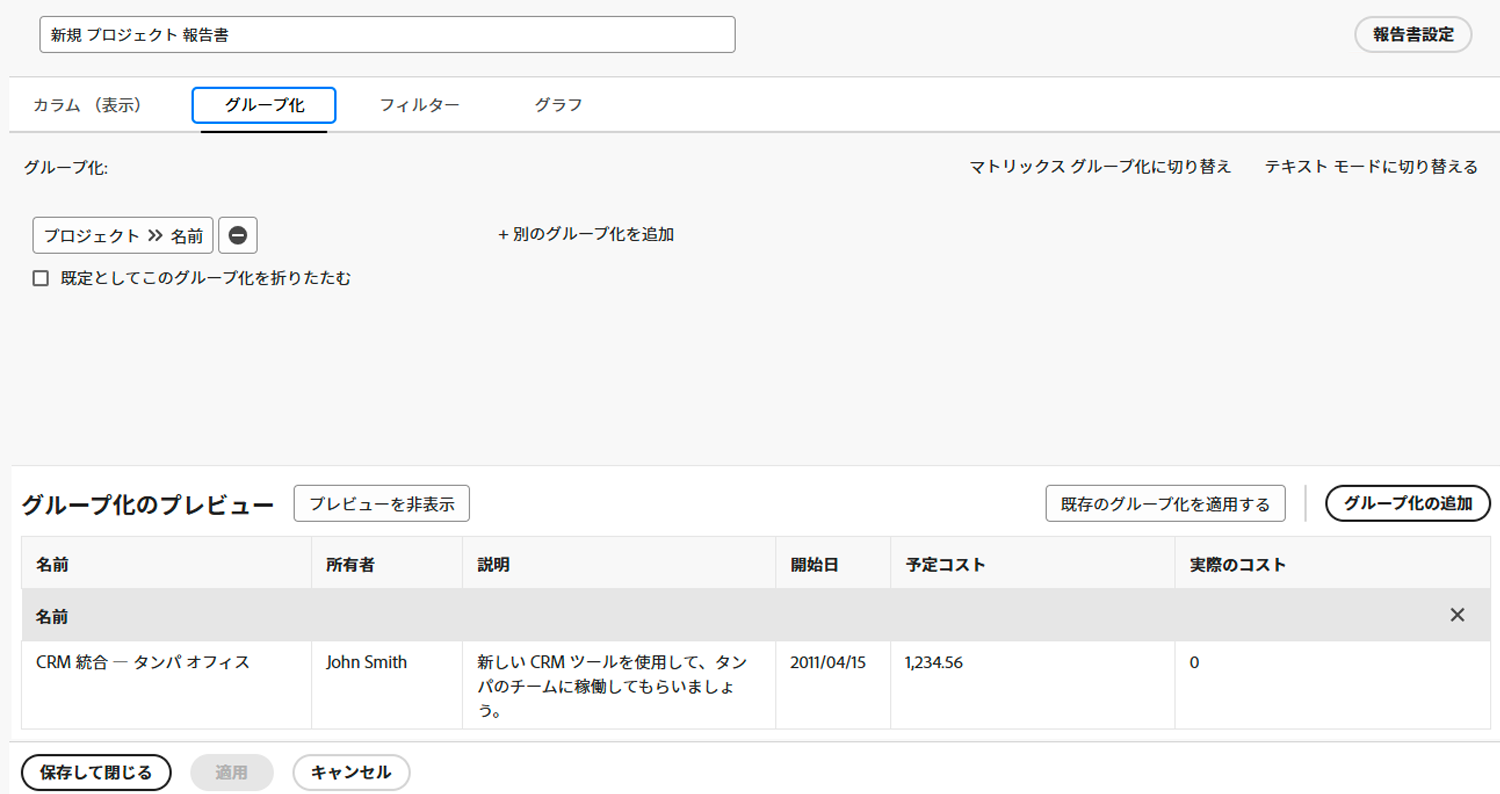 新規 プロジェクト 報告書
報告書設定
カラム （表示）
グループ化
フィルター
グラフ
グループ化:
マトリックス グループ化に切り替え
テキスト モードに切り替える
プロジェクト >> 名前
+ 別のグループ化を追加
既定としてこのグループ化を折りたたむ
グループ化のプレビュー
プレビューを非表示
既存のグループ化を適用する
グループ化の追加
名前 所有者 説明 開始日 予定コスト 実際のコスト
名前
CRM 統合 — タンパ オフィス
John Smith
新しい CRM ツールを使用して、タン
パのチームに稼働してもらいましょ
う。
2011/04/15
1,234.56
0
保存して閉じる
適用
キャンセル